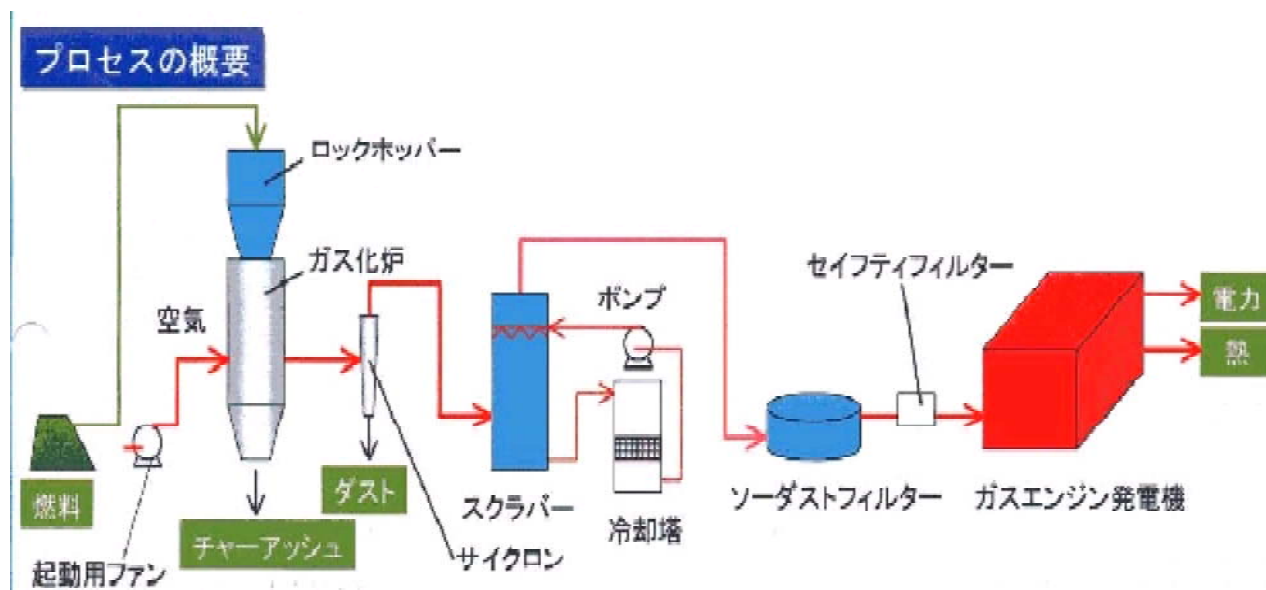 プロセスの概要
ロックホッパー
ガス化炉
空気
セイフティフィルター
ポンプ
電力
熱
燃料
ダスト
スクラバー
冷却塔
ソーダストフィルター
ガスエンジン発電機
チャーアッシュ
サイクロン
起動用ファン